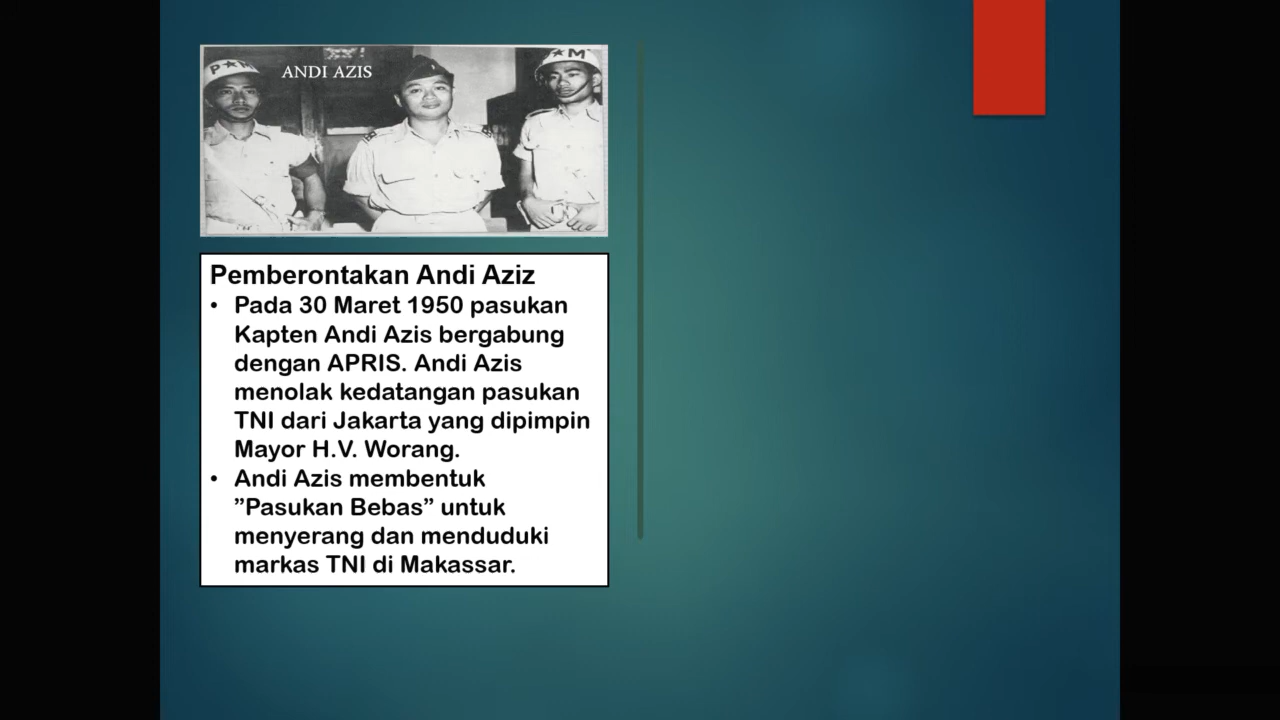 P★M
ANDI AZIS
★M
Pemberontakan Andi Aziz
• Pada 30 Maret 1950 pasukan
Kapten Andi Azis bergabung
dengan APRIS. Andi Azis
menolak kedatangan pasukan
TNI dari Jakarta yang dipimpin
Mayor H.V. Worang.
• Andi Azis membentuk
”Pasukan Bebas” untuk
menyerang dan menduduki
markas TNI di Makassar.